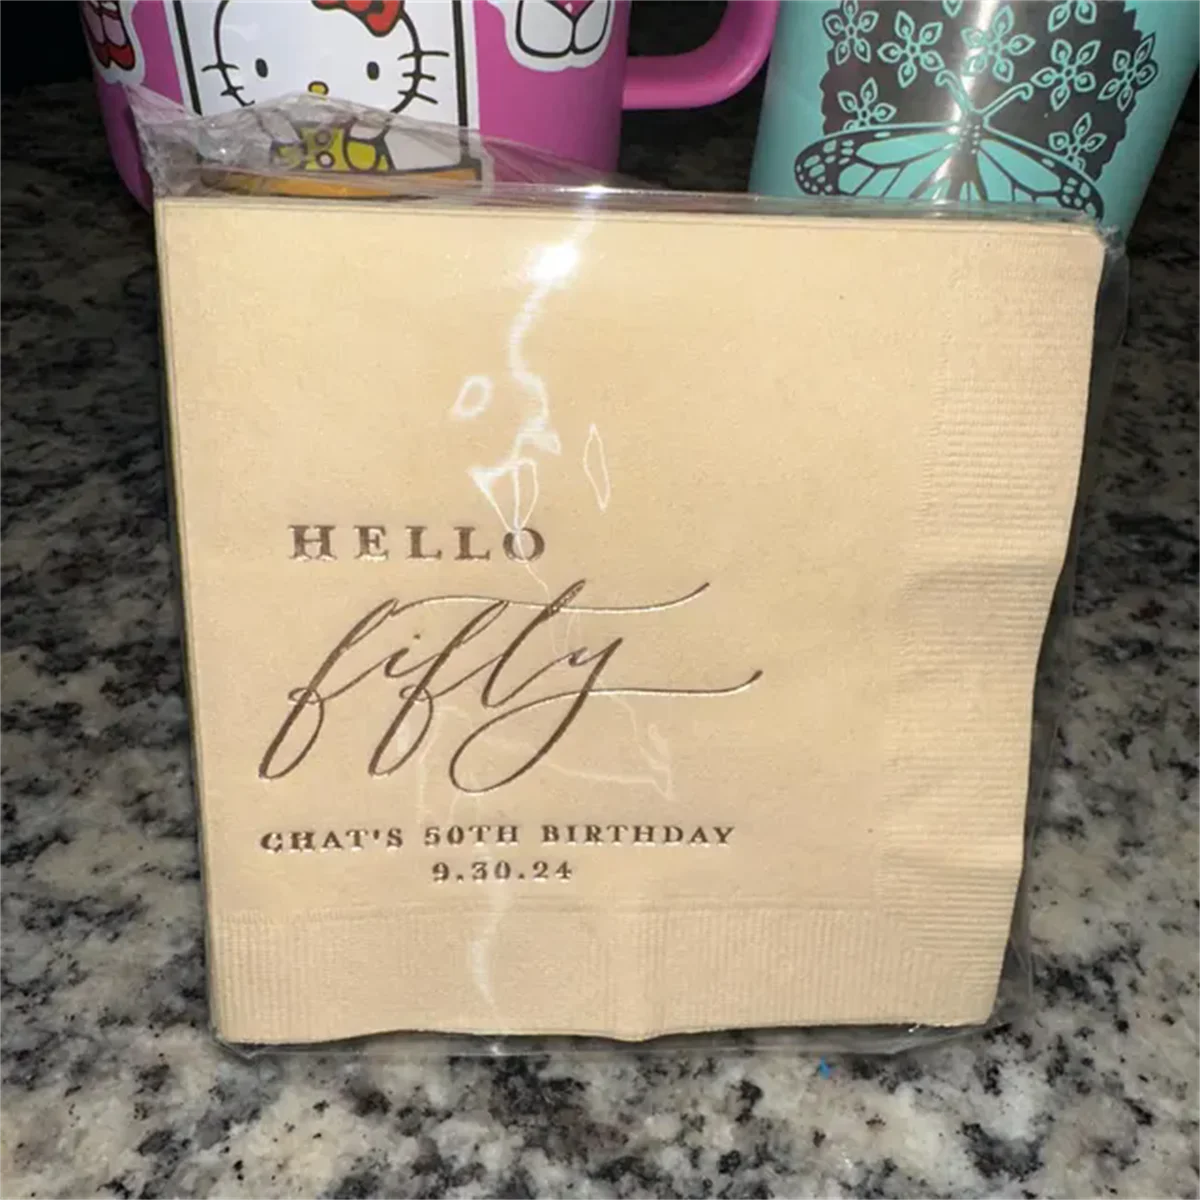 HELLO
fifty
CHAT'S 50TH BIRTHDAY
9.30.24